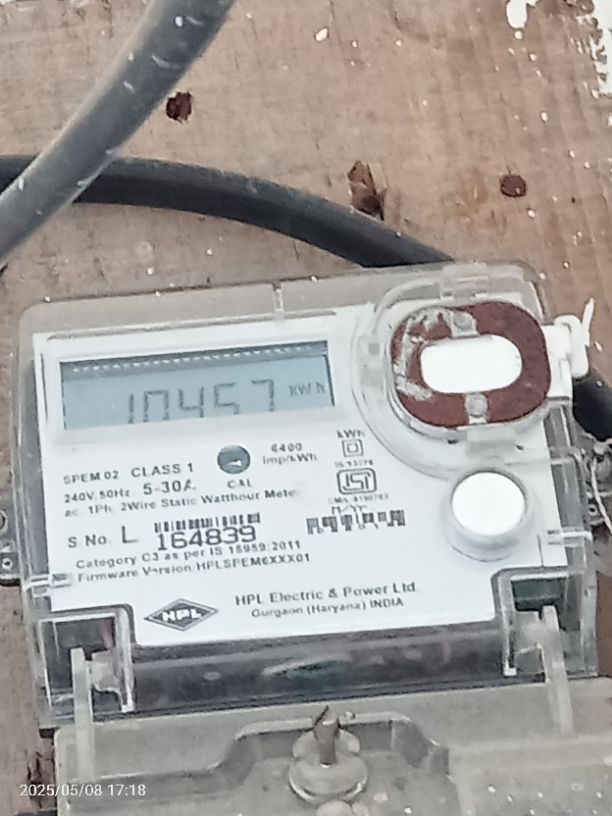 10457 kWh
SPEM 02 CLASS 1
6400
imp/kWh
kWh
240V, 50Hz. 5-30A
CAL
ac. 1Ph. 2Wire Static Watthour Meter
M/Yr
S.No. L 164839
Category C3 as per IS 15959:2011
Firmware Version:HPLSPEM6XXX01
HPL
HPL Electric & Power Ltd.
Gurgaon (Haryana) INDIA
2025/05/08 17:18